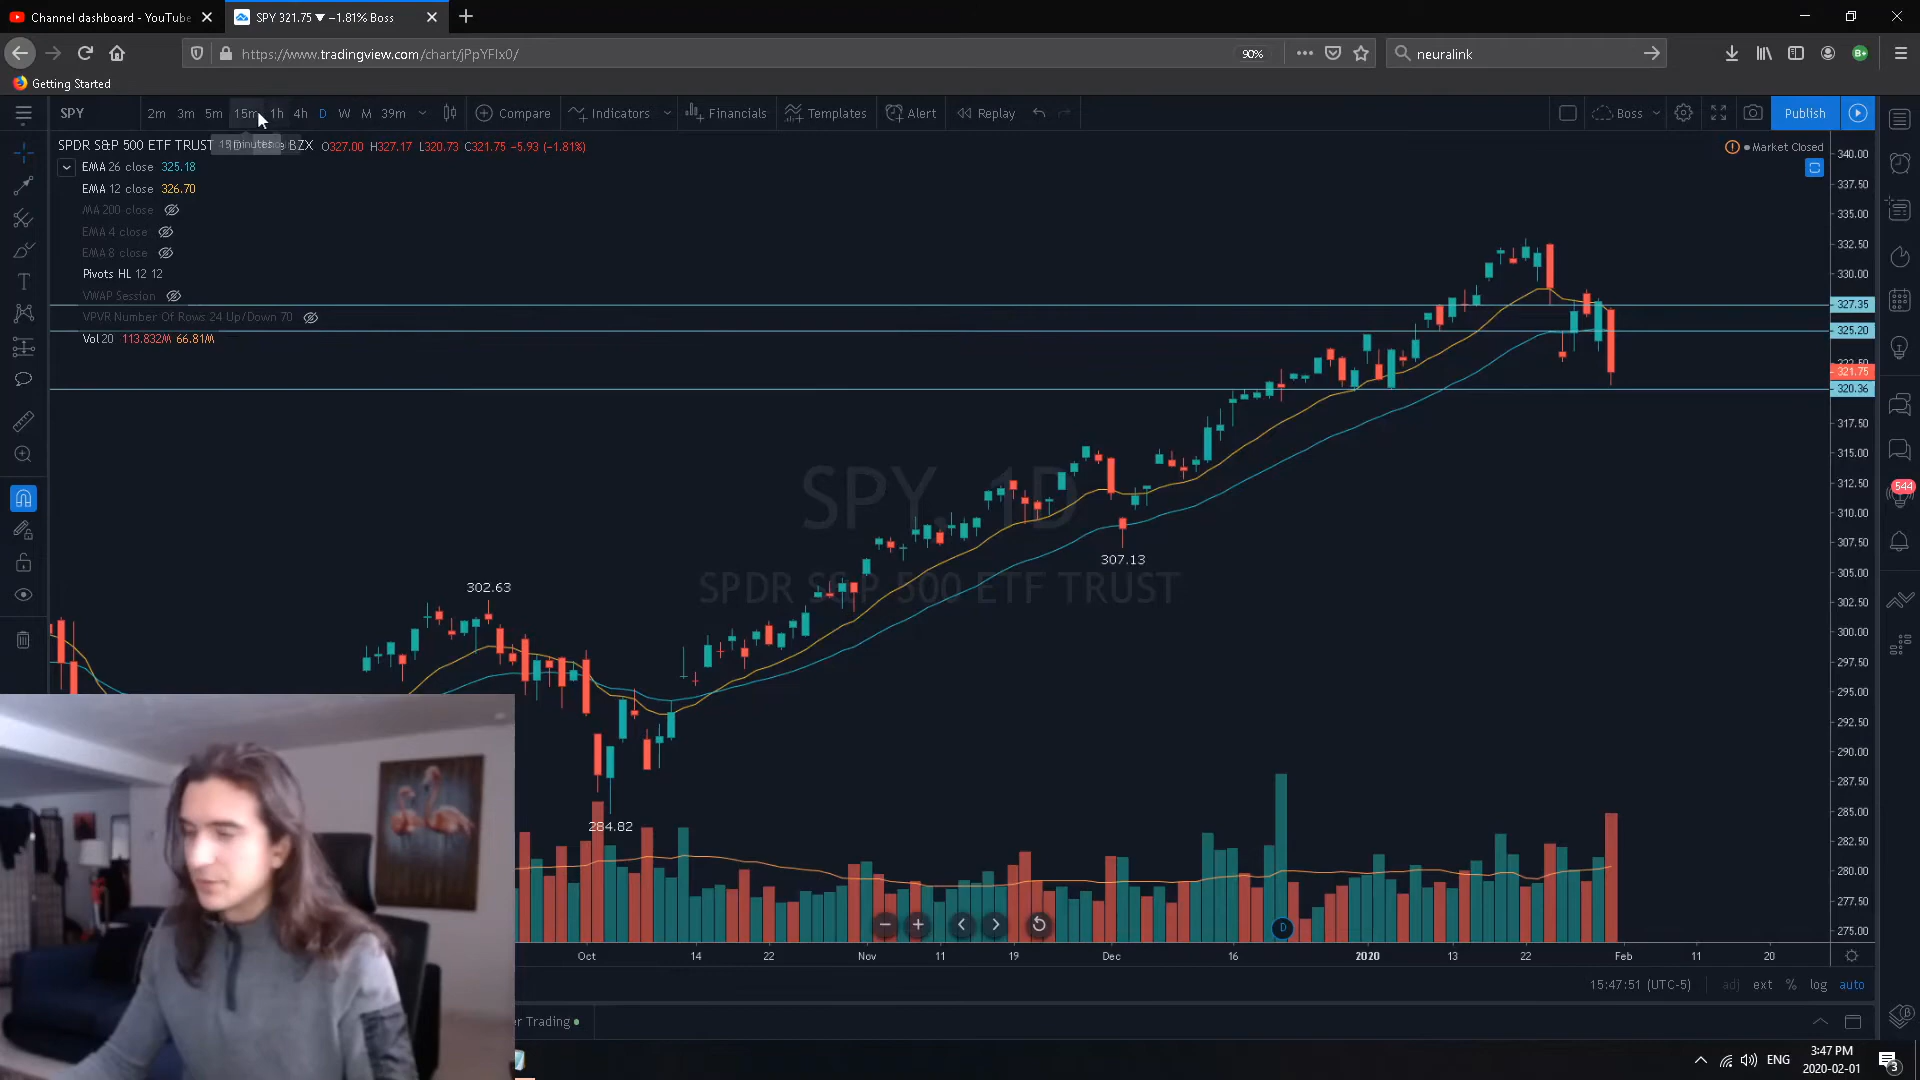 Channel dashboard - YouTube
SPY 321.75 ▼ −1.81% Boss
https://www.tradingview.com/chart/jPpYFlx0/
90%
neuralink
Getting Started
SPY
2m 3m 5m 15m 1h 4h D W M 39m
Compare
Indicators
Financials
Templates
Alert
Replay
Boss
Publish
15 minutes
SPDR S&P 500 ETF TRUST
BZX O327.00 H327.17 L320.73 C321.75 −5.93 (−1.81%)
Market Closed
EMA 26 close 325.18
EMA 12 close 326.70
MA 200 close
EMA 4 close
EMA 8 close
Pivots HL 12 12
VWAP Session
VPVR Number Of Rows 24 Up/Down 70
Vol 20 113.832M 66.81M
340.00
337.50
335.00
332.50
330.00
327.35
325.20
322.50
321.75
320.36
317.50
315.00
312.50
310.00
307.50
305.00
302.50
300.00
297.50
295.00
292.50
290.00
287.50
285.00
282.50
280.00
277.50
275.00
SPY, 1D
SPDR S&P 500 ETF TRUST
307.13
302.63
284.82
544
D
Oct 14 22 Nov 11 19 Dec 16 2020 13 22 Feb 11 20
15:47:51 (UTC-5) adj ext % log auto
er Trading
ENG
3:47 PM
2020-02-01
3